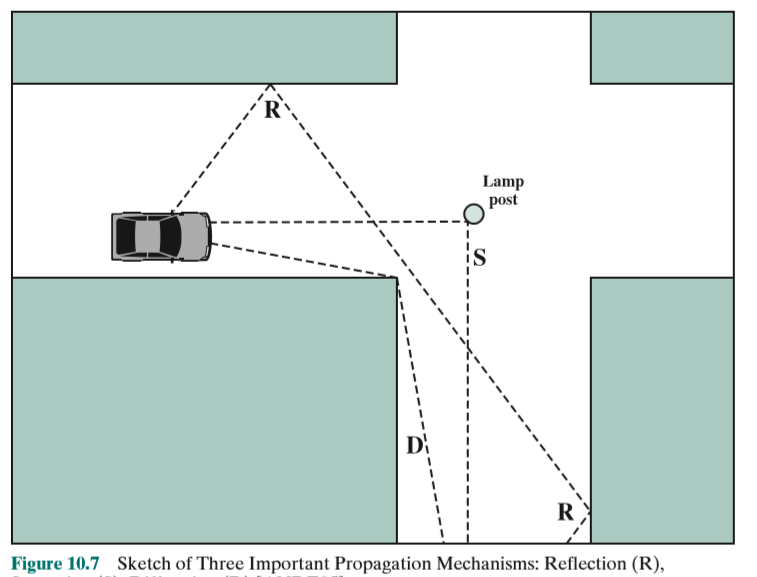 R
Lamp
post
S
D
R
Figure 10.7 Sketch of Three Important Propagation Mechanisms: Reflection (R),